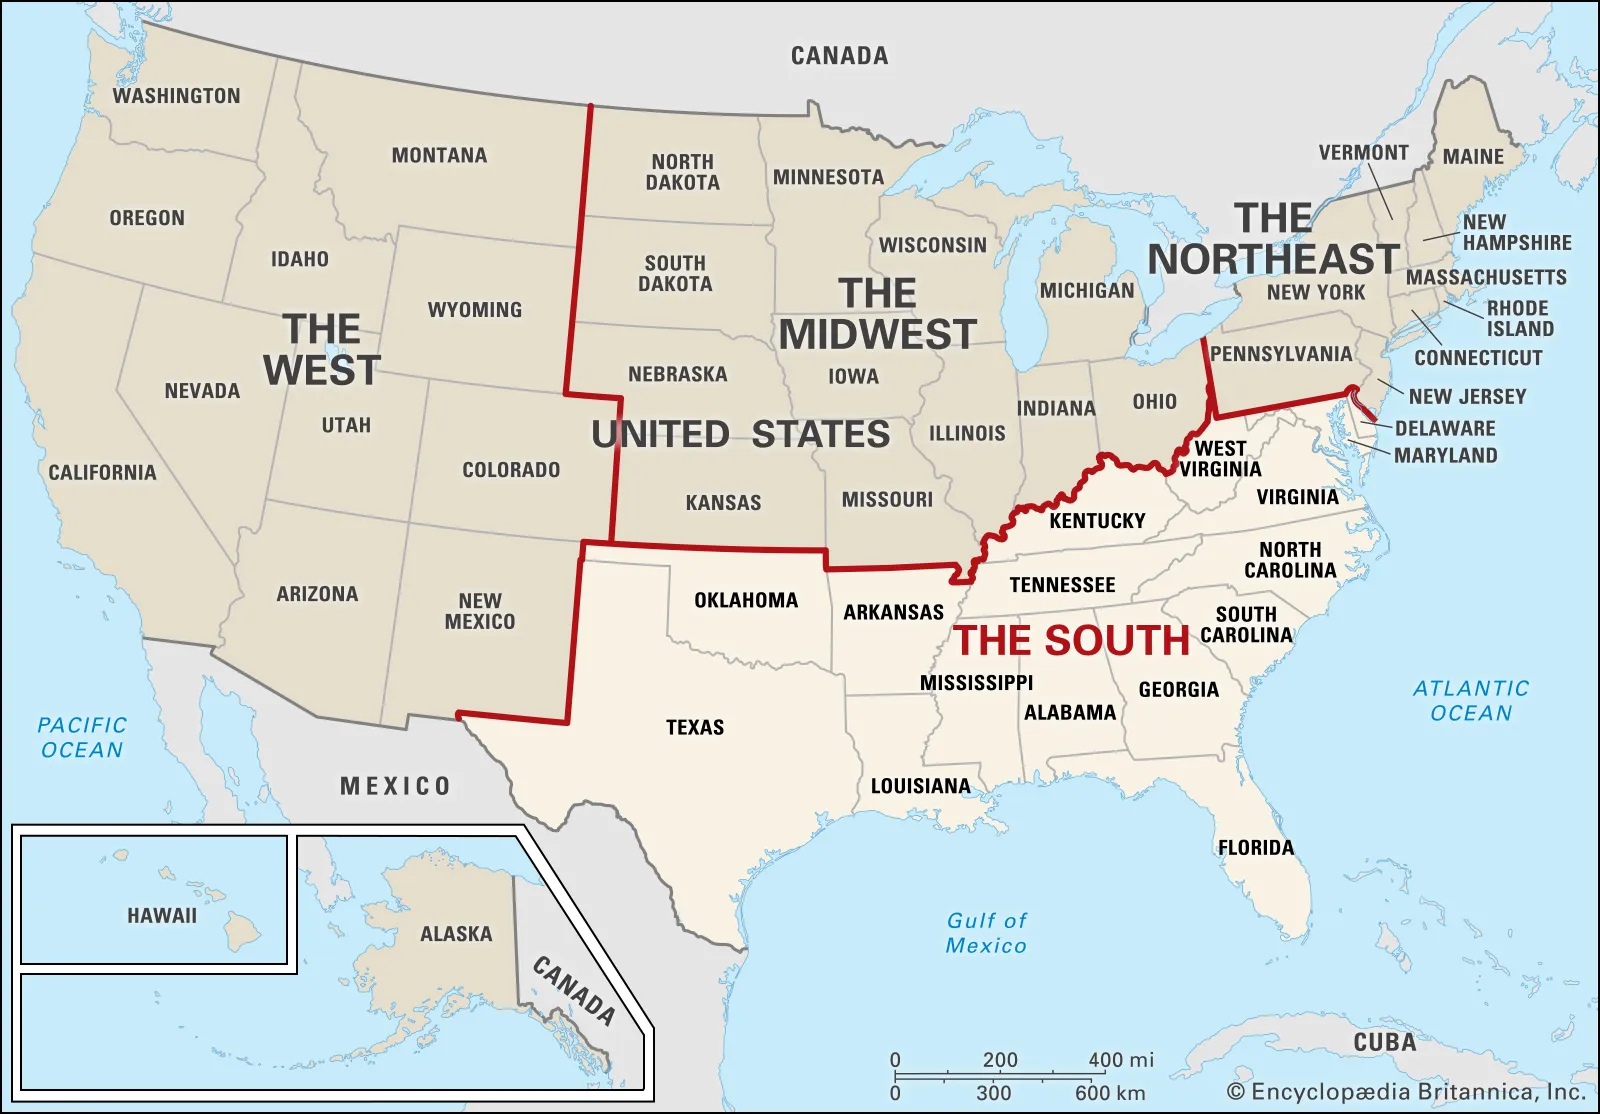 CANADA
WASHINGTON
MONTANA
NORTH
DAKOTA
MINNESOTA
VERMONT
MAINE
OREGON
IDAHO
WYOMING
SOUTH
DAKOTA
WISCONSIN
MICHIGAN
THE
NORTHEAST
NEW YORK
NEW
HAMPSHIRE
MASSACHUSETTS
RHODE
ISLAND
CONNECTICUT
THE
WEST
THE
MIDWEST
NEVADA
UTAH
NEBRASKA
IOWA
PENNSYLVANIA
NEW JERSEY
DELAWARE
MARYLAND
UNITED STATES
INDIANA
OHIO
ILLINOIS
CALIFORNIA
COLORADO
KANSAS
MISSOURI
WEST
VIRGINIA
VIRGINIA
KENTUCKY
ARIZONA
NEW
MEXICO
OKLAHOMA
ARKANSAS
TENNESSEE
NORTH
CAROLINA
SOUTH
CAROLINA
THE SOUTH
MISSISSIPPI
ALABAMA
GEORGIA
TEXAS
LOUISIANA
FLORIDA
PACIFIC
OCEAN
ATLANTIC
OCEAN
MEXICO
Gulf of
Mexico
HAWAII
ALASKA
CANADA
CUBA
0 200 400 mi
0 300 600 km
© Encyclopædia Britannica, Inc.